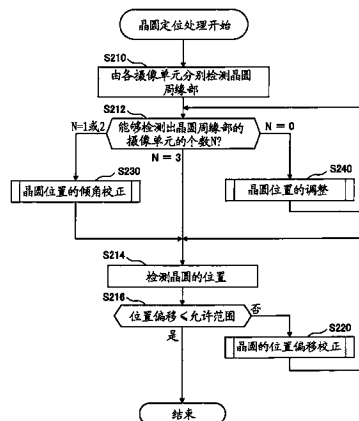 晶圆定位处理开始
S210
由各摄像单元分别检测晶圆
周缘部
S212
能够检测出晶圆周缘部的
摄像单元的个数N?
N=1或2
N = 0
N = 3
S230
晶圆位置的倾角校正
S240
晶圆位置的调整
S214
检测晶圆的位置
S216
位置偏移≤允许范围
否
是
S220
晶圆的位置偏移校正
结束